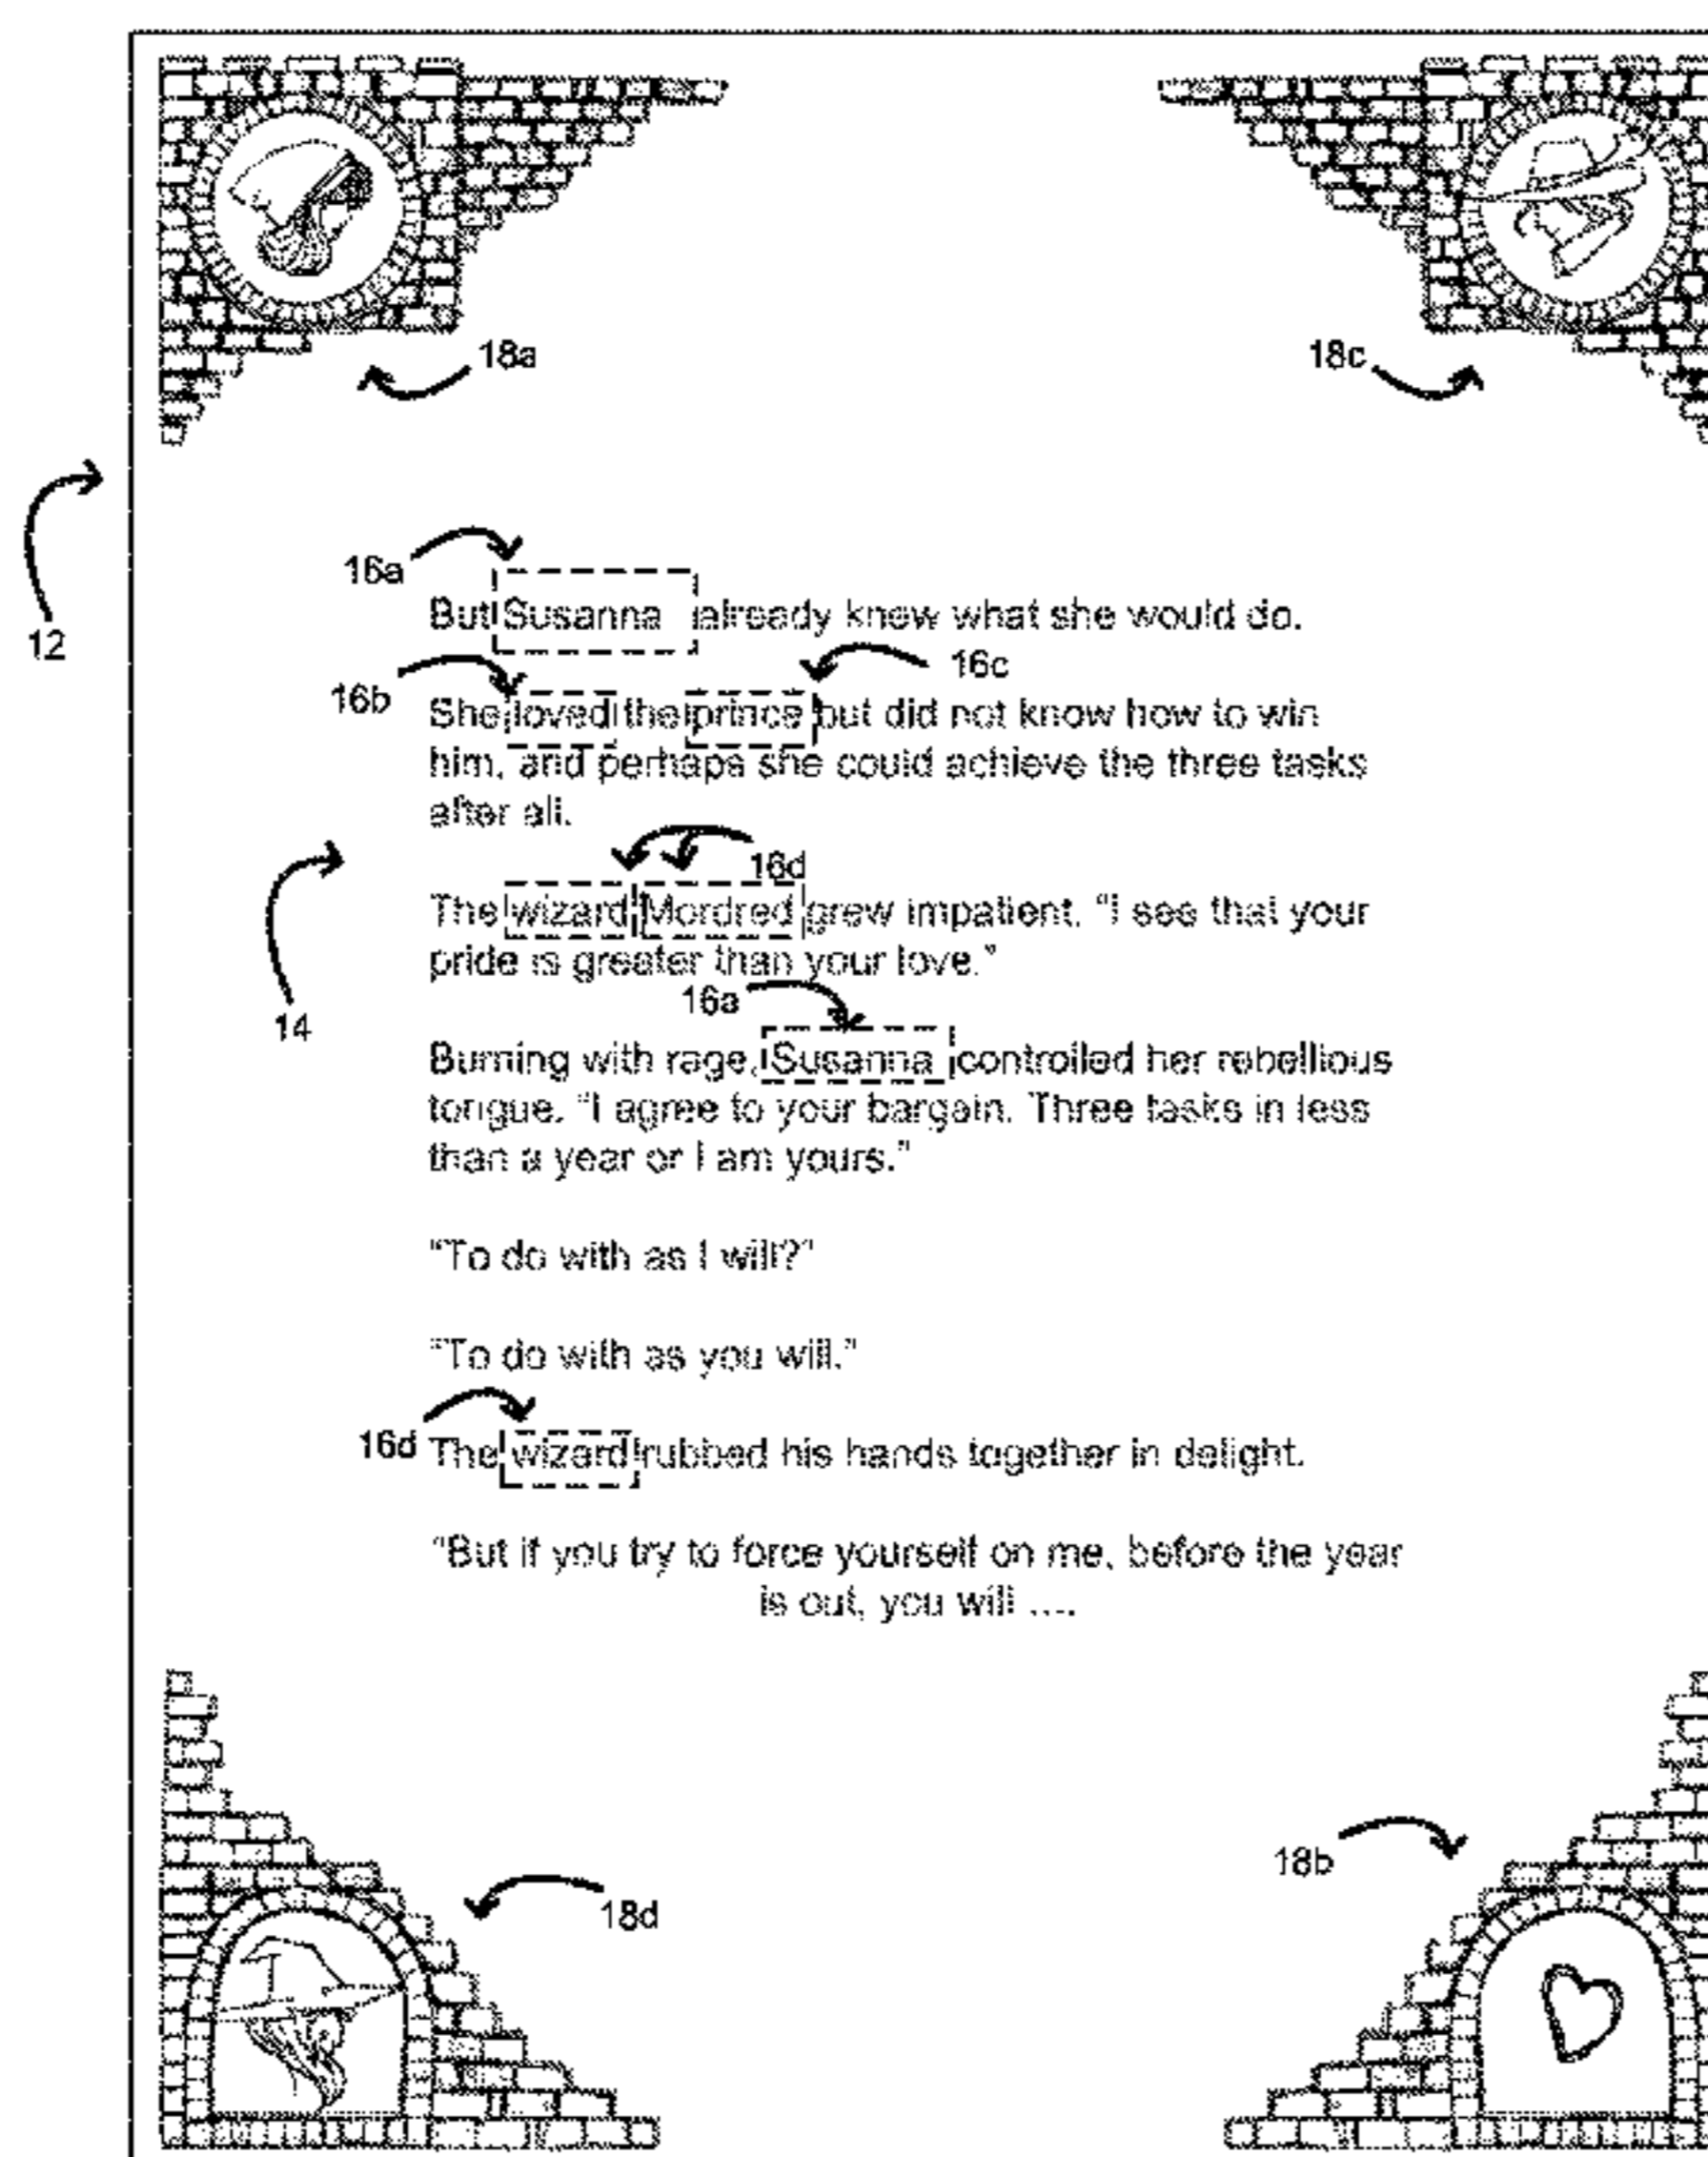 18a
18c
12
16a
But Susanna already knew what she would do.
16b
16c
She loved the prince but did not know how to win
him, and perhaps she could achieve the three tasks
after all.
16d
The wizard Mordred grew impatient. "I see that your
pride is greater than your love."
14
16a
Burning with rage, Susanna controlled her rebellious
tongue. "I agree to your bargain. Three tasks in less
than a year or I am yours."
"To do with as I will?"
"To do with as you will."
16d
The wizard rubbed his hands together in delight.
"But if you try to force yourself on me, before the year
is out, you will ....
18b
18d